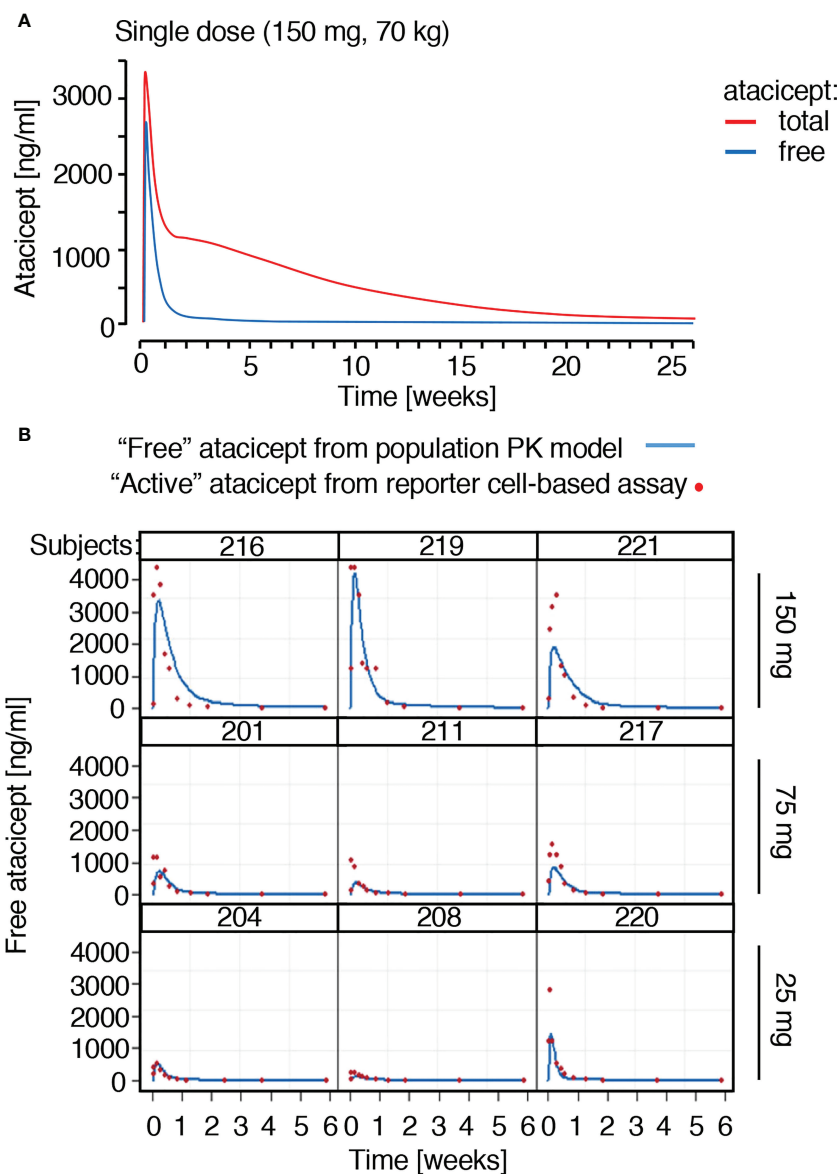 A
Single dose (150 mg, 70 kg)
Atacicept [ng/ml]
3000
2000
1000
0
0 5 10 15 20 25
Time [weeks]
atacicept:
total
free
B
“Free” atacicept from population PK model
“Active” atacicept from reporter cell-based assay
Subjects: 216 219 221
4000
3000
2000
1000
0
150 mg
201 211 217
4000
3000
2000
1000
0
75 mg
204 208 220
4000
3000
2000
1000
0
25 mg
Free atacicept [ng/ml]
0 1 2 3 4 5 6 0 1 2 3 4 5 6 0 1 2 3 4 5 6
Time [weeks]